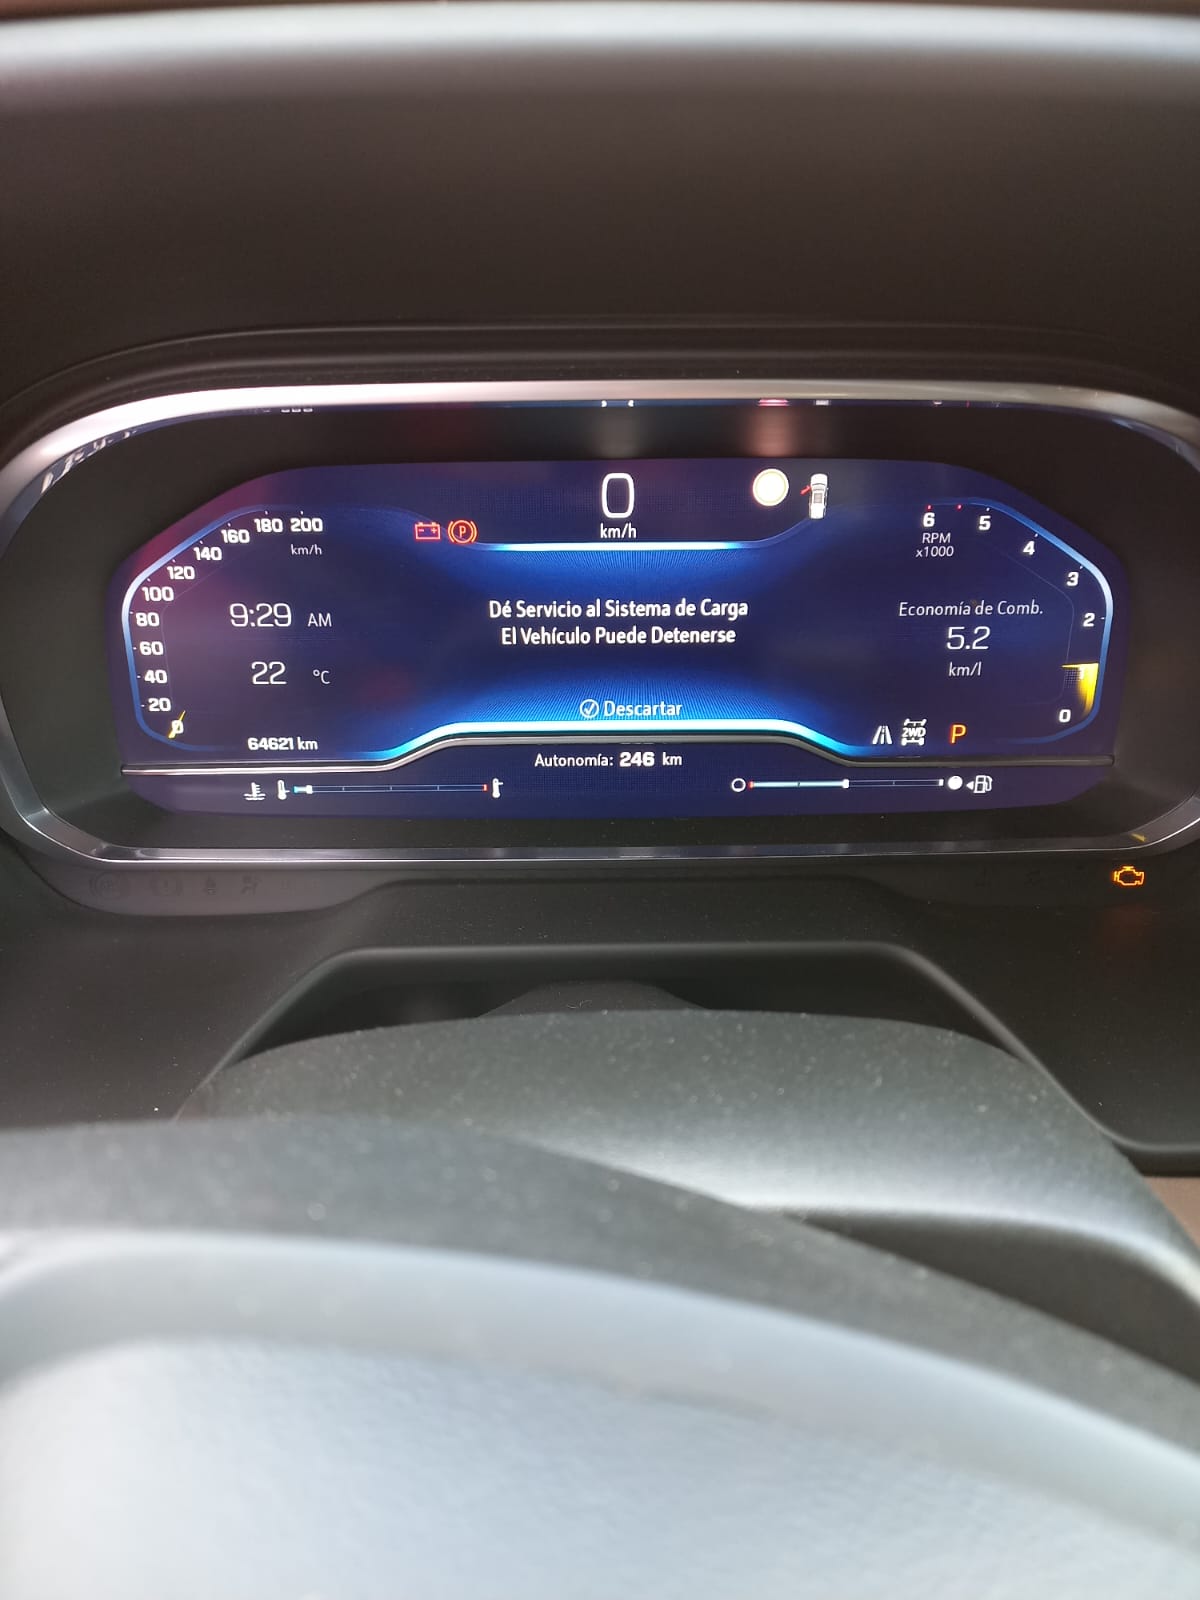 0
km/h
20
40
60
80
100
120
140
160
180
200
km/h
0
9:29 AM
22 °C
64621 km
P
Dé Servicio al Sistema de Carga
El Vehículo Puede Detenerse
Descartar
Autonomía: 246 km
6
5
4
3
2
0
RPM
x1000
Economía de Comb.
5.2
km/l
2WD
P